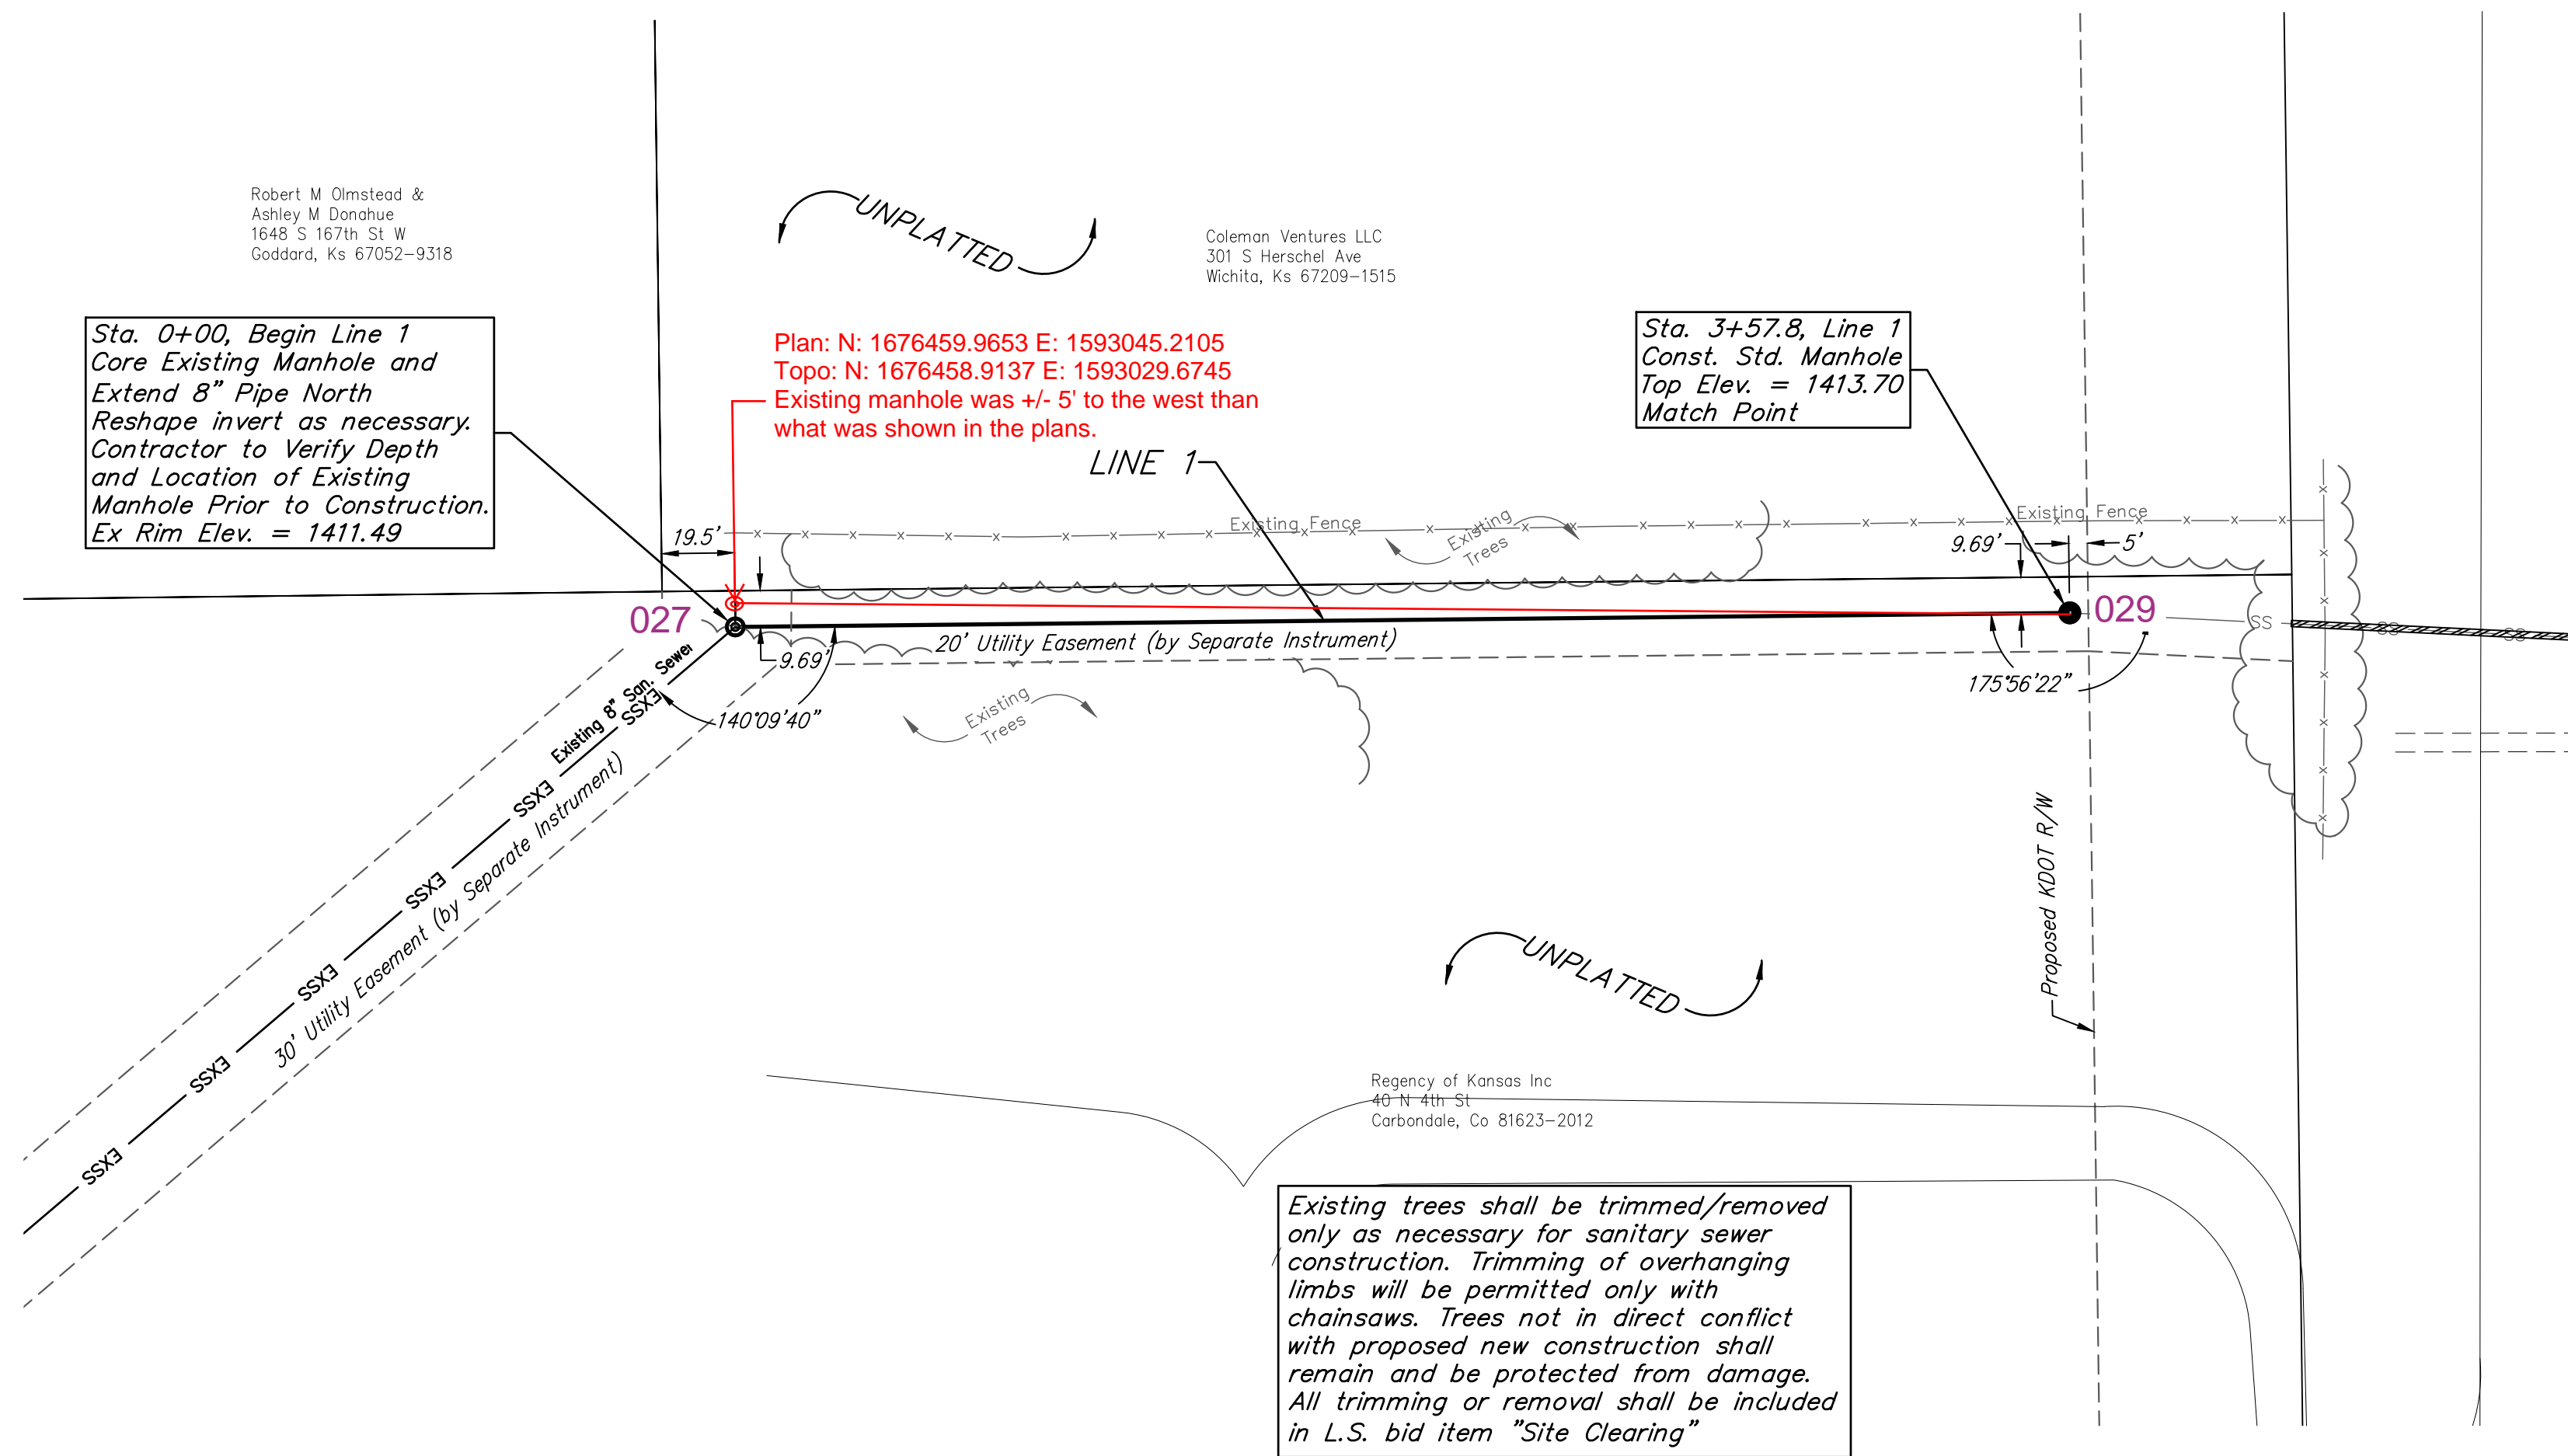 Robert M Olmstead &
Ashley M Donahue
1648 S 167th St W
Goddard, Ks 67052-9318
UNPLATTED
Coleman Ventures LLC
301 S Herschel Ave
Wichita, Ks 67209-1515
Sta. 0+00, Begin Line 1
Core Existing Manhole and
Extend 8" Pipe North
Reshape invert as necessary.
Contractor to Verify Depth
and Location of Existing
Manhole Prior to Construction.
Ex Rim Elev. = 1411.49
Plan: N: 1676459.9653 E: 1593045.2105
Topo: N: 1676458.9137 E: 1593029.6745
Existing manhole was +/- 5' to the west than
what was shown in the plans.
Sta. 3+57.8, Line 1
Const. Std. Manhole
Top Elev. = 1413.70
Match Point
LINE 1
19.5'
Existing Fence
Existing
Trees
Existing Fence
9.69'
5'
027
029
SS
SS
SS
9.69'
20' Utility Easement (by Separate Instrument)
140°09'40"
175°56'22"
Existing
Trees
Existing 8" San. Sewer
EXSS
EXSS
EXSS
EXSS
EXSS
EXSS
30' Utility Easement (by Separate Instrument)
Proposed KDOT R/W
UNPLATTED
Regency of Kansas Inc
40 N 4th St
Carbondale, Co 81623-2012
Existing trees shall be trimmed/removed
only as necessary for sanitary sewer
construction. Trimming of overhanging
limbs will be permitted only with
chainsaws. Trees not in direct conflict
with proposed new construction shall
remain and be protected from damage.
All trimming or removal shall be included
in L.S. bid item "Site Clearing"